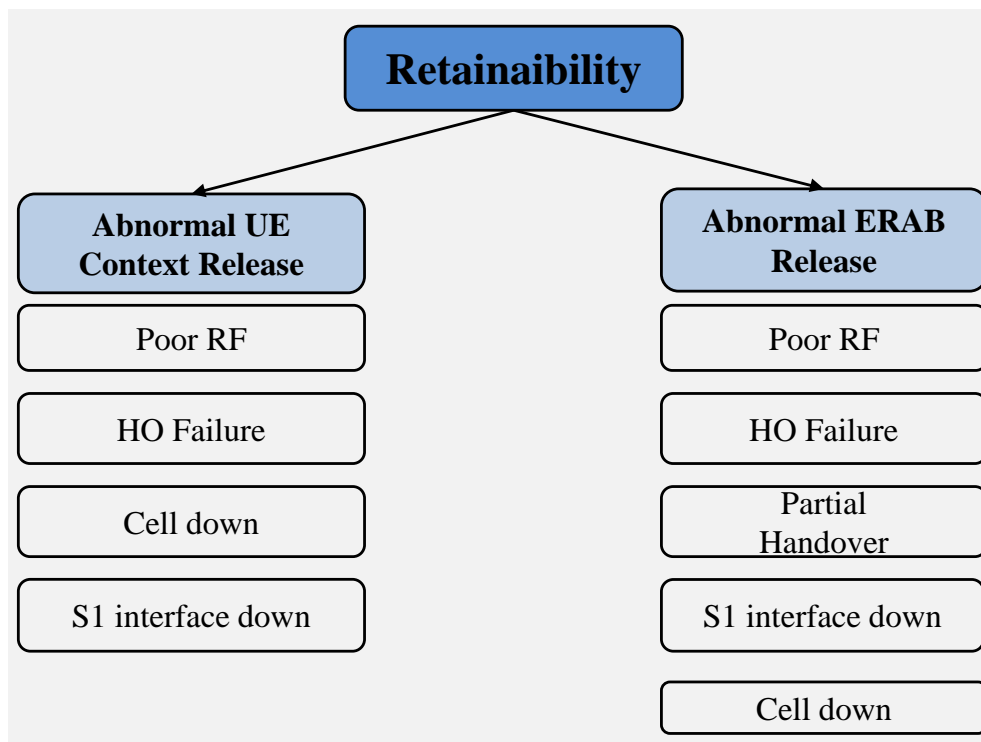 Retainaibility
Abnormal UE
Context Release
Poor RF
HO Failure
Cell down
S1 interface down
Abnormal ERAB
Release
Poor RF
HO Failure
Partial
Handover
S1 interface down
Cell down